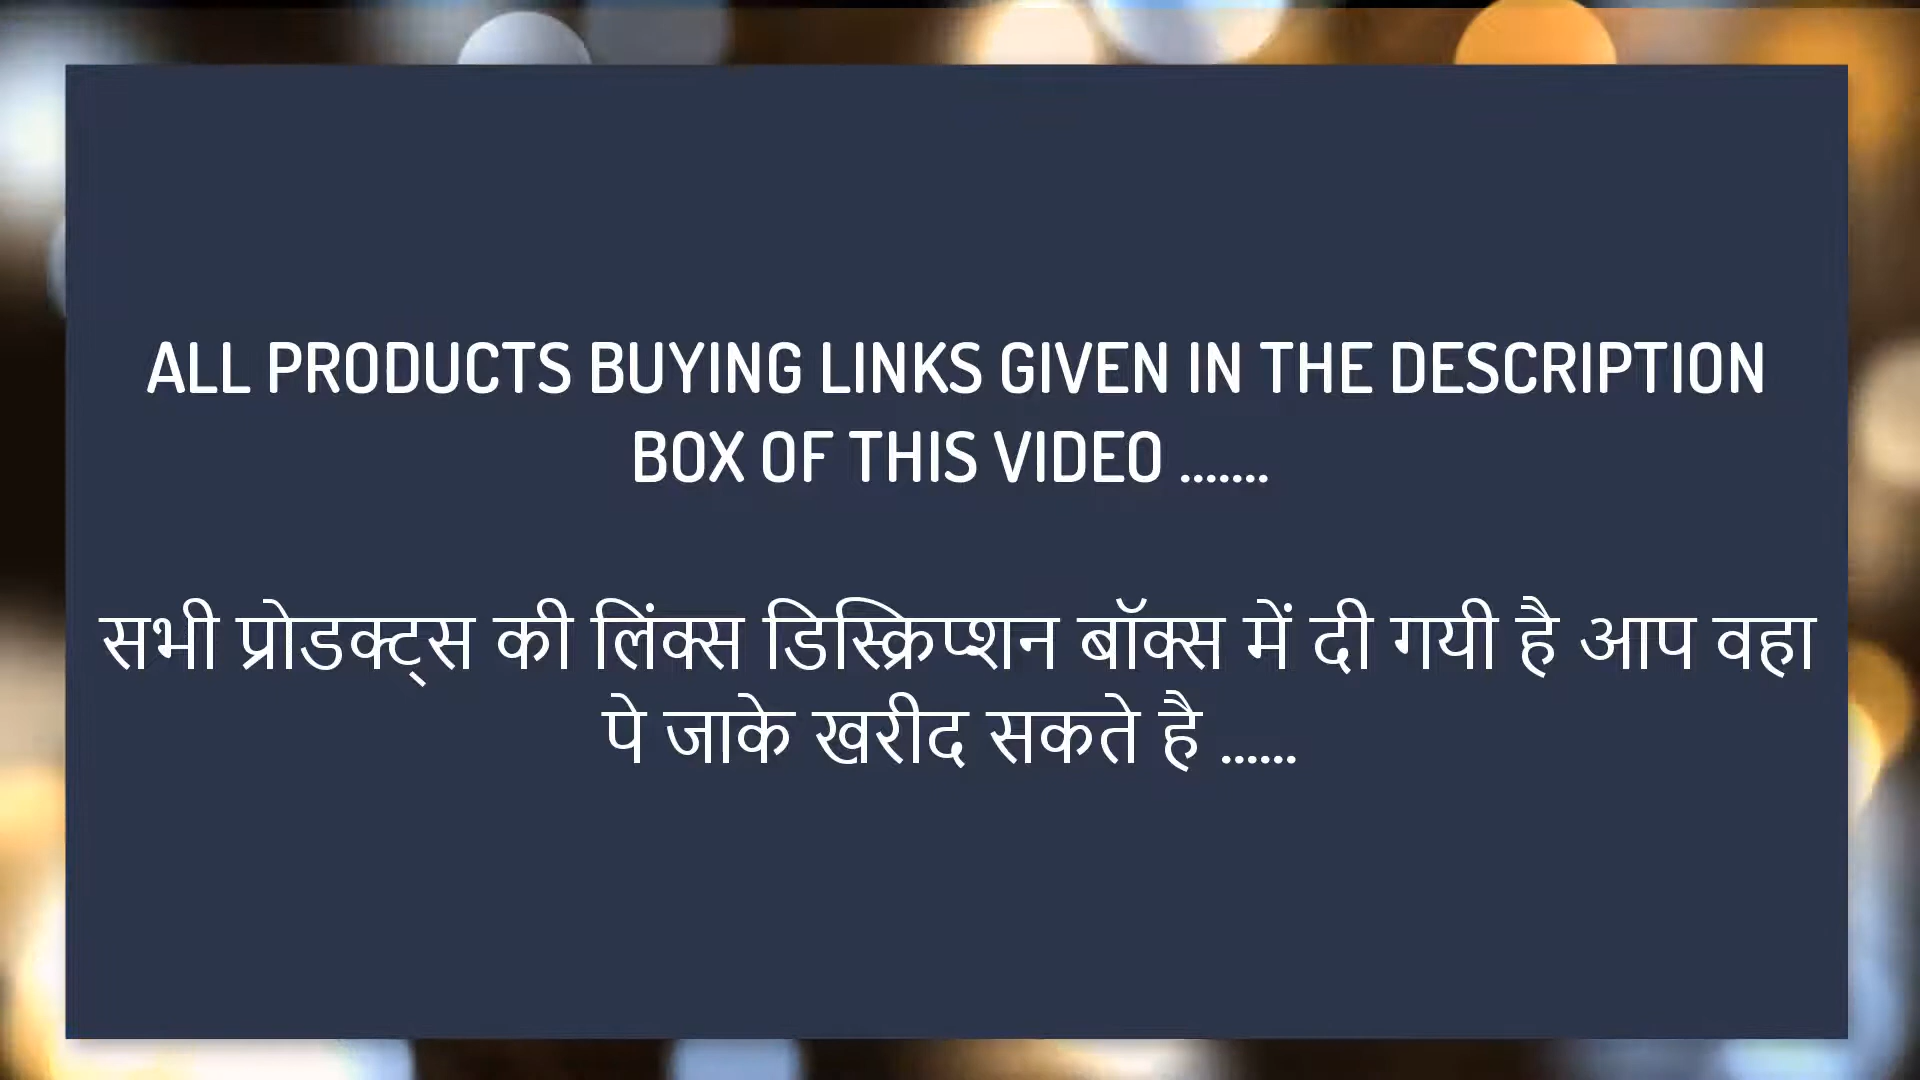 ALL PRODUCTS BUYING LINKS GIVEN IN THE DESCRIPTION
BOX OF THIS VIDEO .......
सभी प्रोडक्ट्स की लिंक्स डिस्क्रिप्शन बॉक्स में दी गयी है आप वहा
पे जाके खरीद सकते है ......